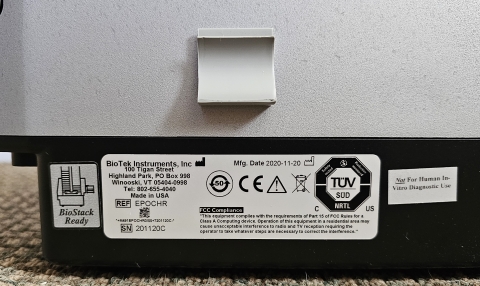 BioTek Instruments, Inc
100 Tigan Street
Highland Park, PO Box 998
Winooski, VT 05404-0998
Tel: 802-655-4040
Made in USA
REF EPOCHR
SN 201120C
Mfg. Date 2020-11-20
50
CE
C TÜV US
SÜD
NRTL
FCC Compliance
"This equipment complies with the requirements of Part 15 of FCC Rules for a
Class A Computing Device. Operation of this equipment in a residential area may
cause unacceptable interference to radio and TV reception requiring the
operator to take whatever steps are necessary to correct the interference."
BioStack
Ready
Not For Human In-
Vitro Diagnostic Use